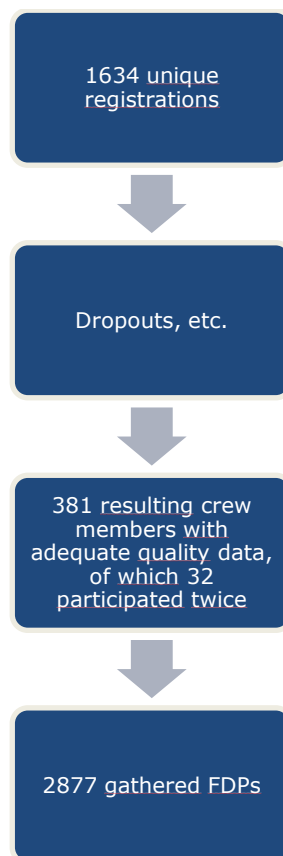 1634 unique
registrations
Dropouts, etc.
381 resulting crew
members with
adequate quality data,
of which 32
participated twice
2877 gathered FDPs